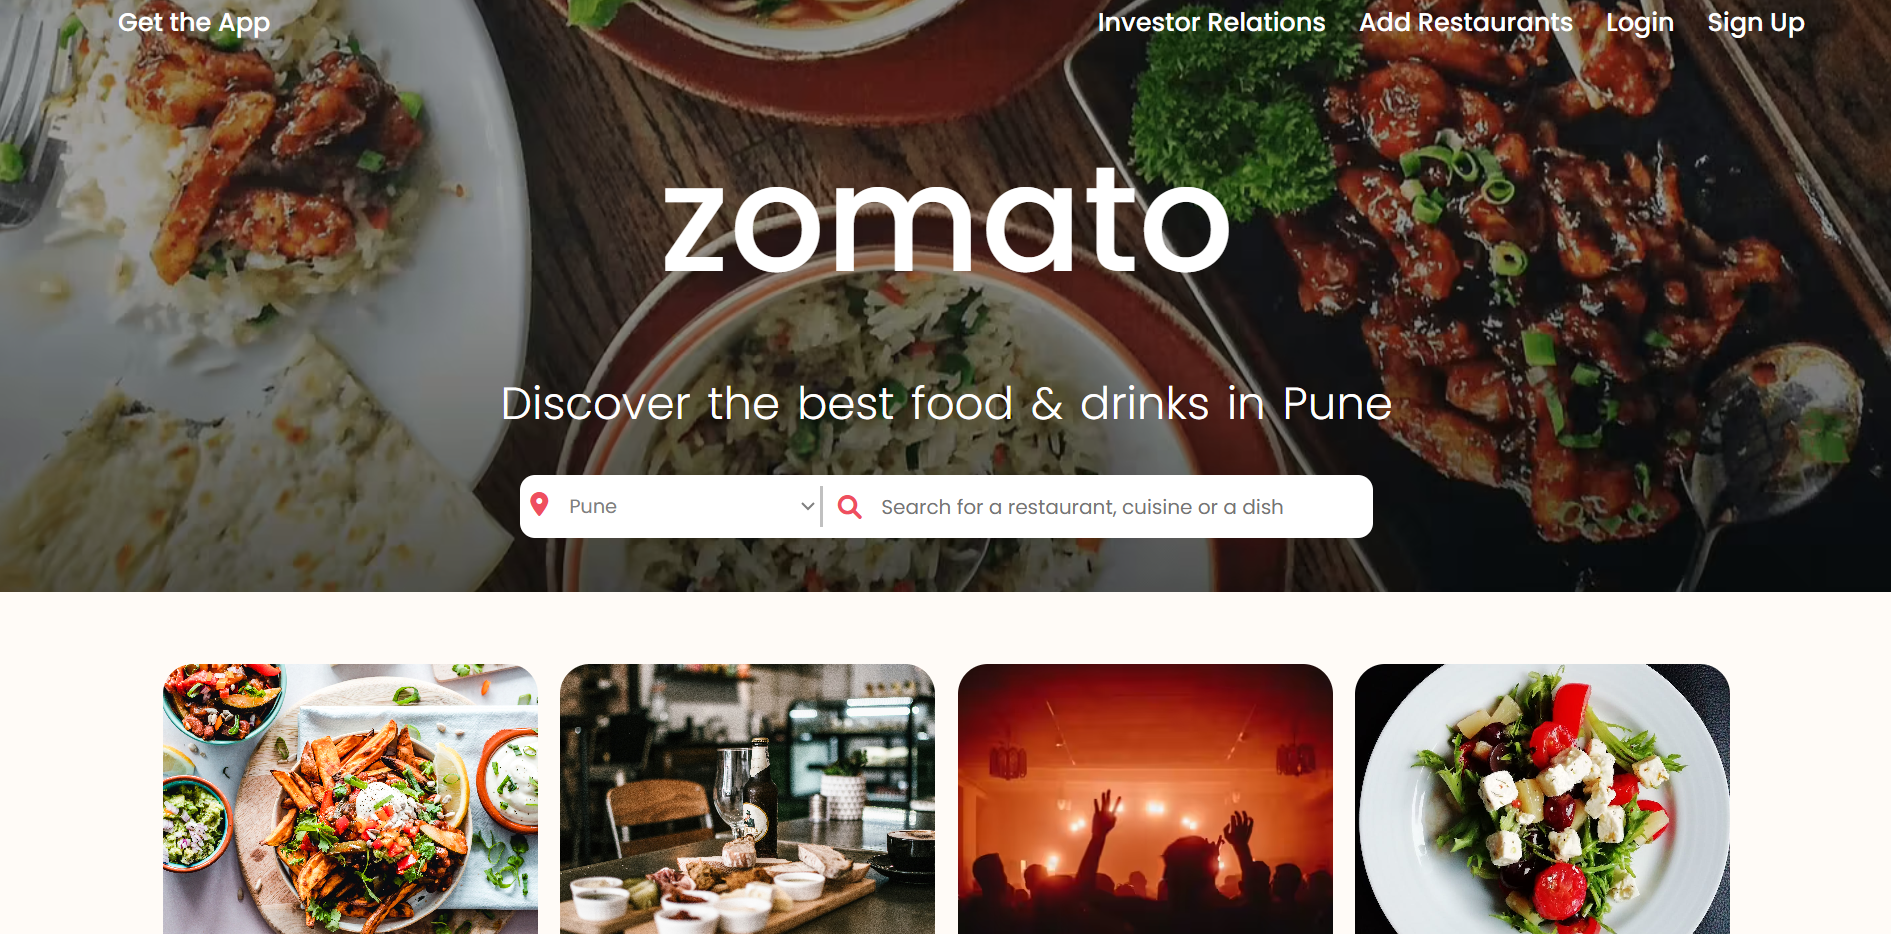 Get the App Investor Relations Add Restaurants Login Sign Up
zomato
Discover the best food & drinks in Pune
Pune Search for a restaurant, cuisine or a dish